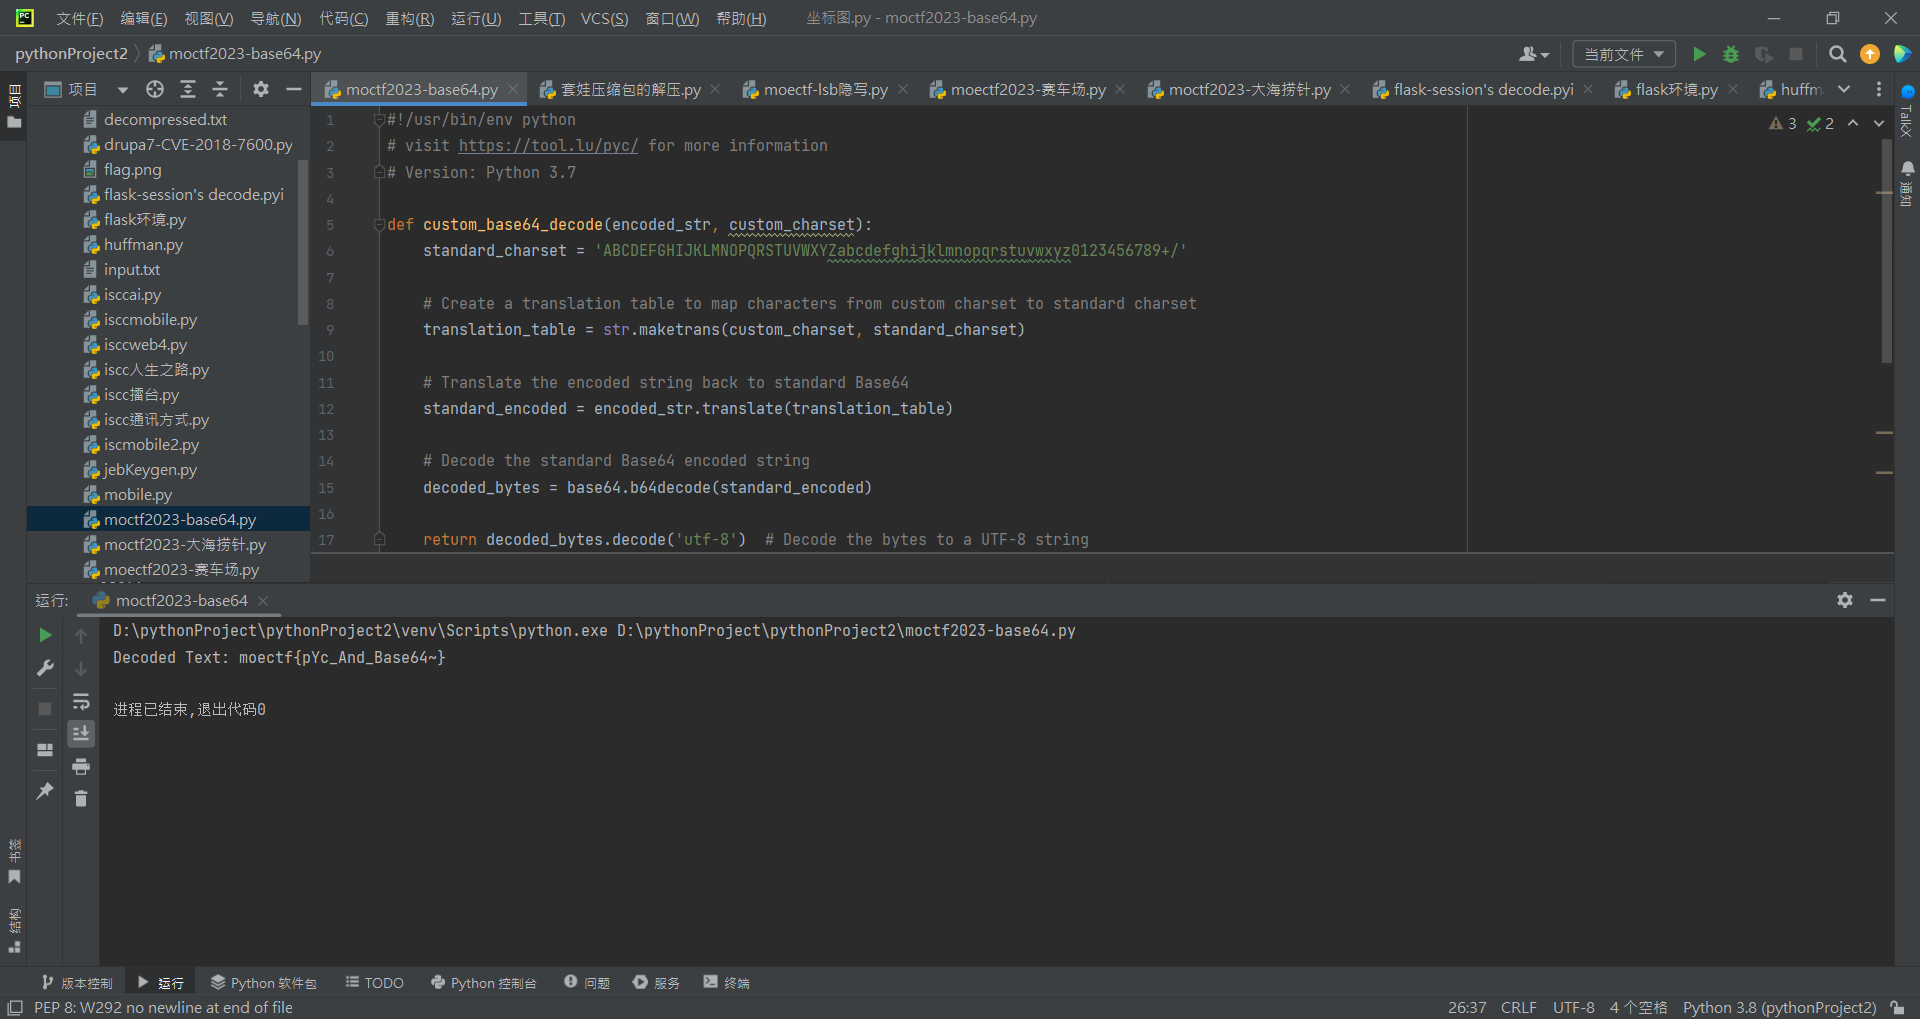 PC 文件(F) 编辑(E) 视图(V) 导航(N) 代码(C) 重构(R) 运行(U) 工具(T) VCS(S) 窗口(W) 帮助(H) 坐标图.py - moctf2023-base64.py
pythonProject2 moctf2023-base64.py 当前文件
项目 moctf2023-base64.py 套娃压缩包的解压.py moectf-lsb隐写.py moectf2023-赛车场.py moctf2023-大海捞针.py flask-session's decode.pyi flask环境.py huffm
项目
decompressed.txt
drupa7-CVE-2018-7600.py
flag.png
flask-session's decode.pyi
flask环境.py
huffman.py
input.txt
isccai.py
isccmobile.py
isccweb4.py
iscc人生之路.py
iscc擂台.py
iscc通讯方式.py
iscmobile2.py
jebKeygen.py
mobile.py
moctf2023-base64.py
moctf2023-大海捞针.py
moectf2023-赛车场.py
3 2
1 #!/usr/bin/env python
2 # visit https://tool.lu/pyc/ for more information
3 # Version: Python 3.7
4
5 def custom_base64_decode(encoded_str, custom_charset):
6 standard_charset = 'ABCDEFGHIJKLMNOPQRSTUVWXYZabcdefghijklmnopqrstuvwxyz0123456789+/'
7
8 # Create a translation table to map characters from custom charset to standard charset
9 translation_table = str.maketrans(custom_charset, standard_charset)
10
11 # Translate the encoded string back to standard Base64
12 standard_encoded = encoded_str.translate(translation_table)
13
14 # Decode the standard Base64 encoded string
15 decoded_bytes = base64.b64decode(standard_encoded)
16
17 return decoded_bytes.decode('utf-8') # Decode the bytes to a UTF-8 string
TalkX
通知
运行: moctf2023-base64
D:\pythonProject\pythonProject2\venv\Scripts\python.exe D:\pythonProject\pythonProject2\moctf2023-base64.py
Decoded Text: moectf{pYc_And_Base64~}
进程已结束,退出代码0
书签
结构
版本控制 运行 Python 软件包 TODO Python 控制台 问题 服务 终端
PEP 8: W292 no newline at end of file 26:37 CRLF UTF-8 4 个空格 Python 3.8 (pythonProject2)